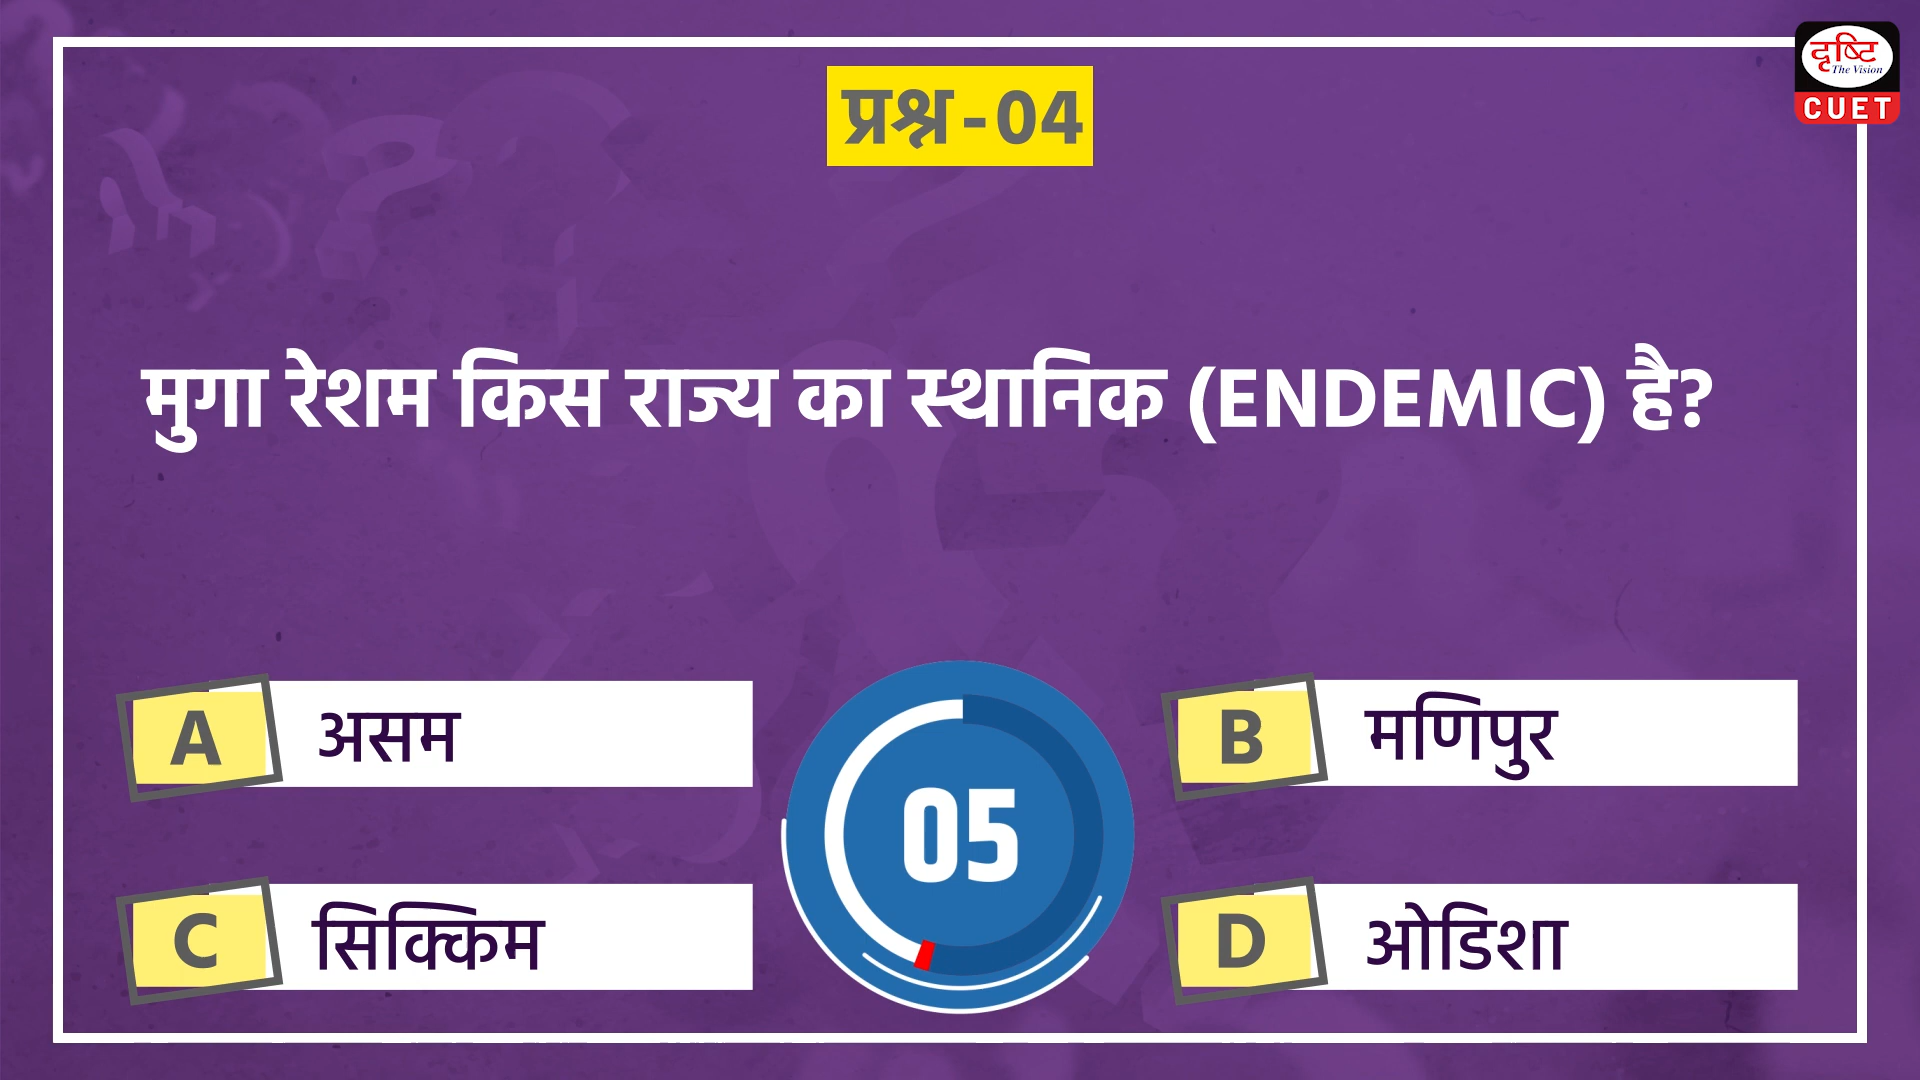 दृष्टि
The Vision
CUET
प्रश्न-04
मुगा रेशम किस राज्य का स्थानिक (ENDEMIC) है?
A असम
B मणिपुर
05
C सिक्किम
D ओडिशा